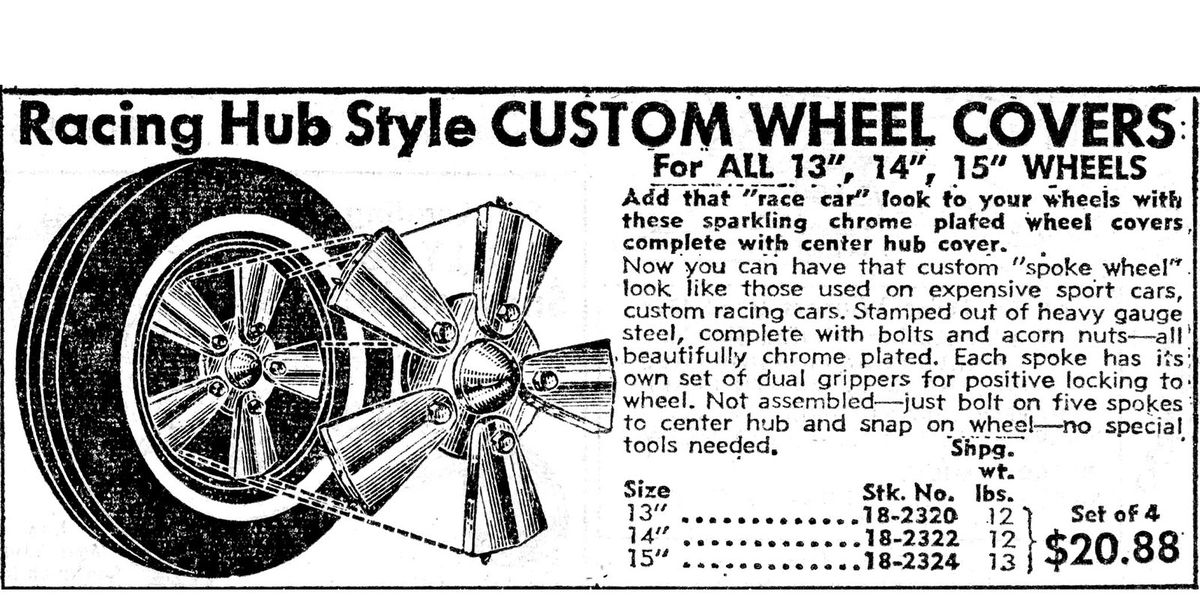 Racing Hub Style CUSTOM WHEEL COVERS
For ALL 13", 14", 15" WHEELS
Add that "race car" look to your wheels with
these sparkling chrome plated wheel covers,
complete with center hub cover.
Now you can have that custom "spoke wheel"
look like those used on expensive sport cars,
custom racing cars. Stamped out of heavy gauge
steel, complete with bolts and acorn nuts—all
beautifully chrome plated. Each spoke has its
own set of dual grippers for positive locking to
wheel. Not assembled—just bolt on five spokes
to center hub and snap on wheel—no special
tools needed.
Shpg.
wt.
Size Stk. No. lbs.
13" .............18-2320 12
14" .............18-2322 12
15" .............18-2324 13
Set of 4
$20.88